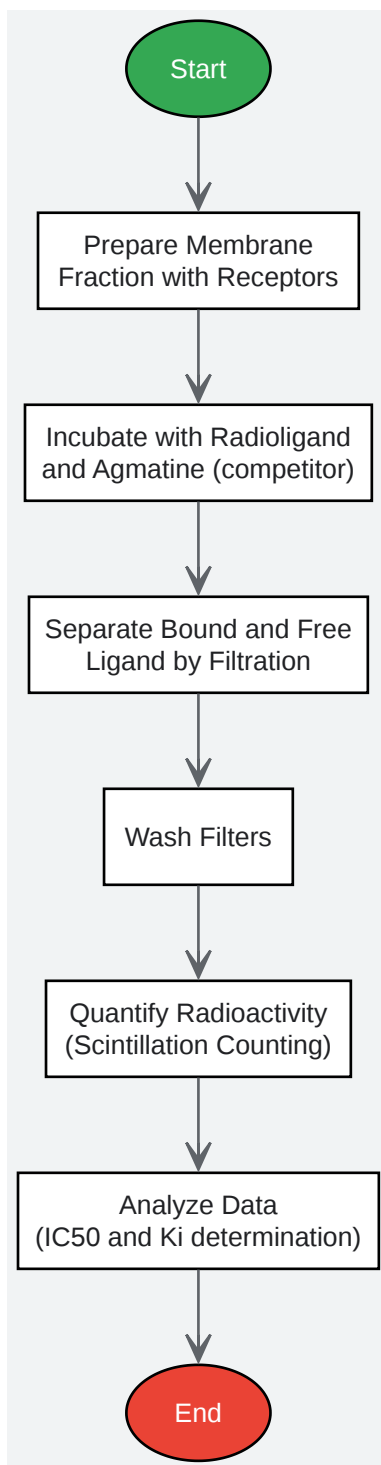 Start
Prepare Membrane
Fraction with Receptors
Incubate with Radioligand
and Agmatine (competitor)
Separate Bound and Free
Ligand by Filtration
Wash Filters
Quantify Radioactivity
(Scintillation Counting)
Analyze Data
(IC50 and Ki determination)
End